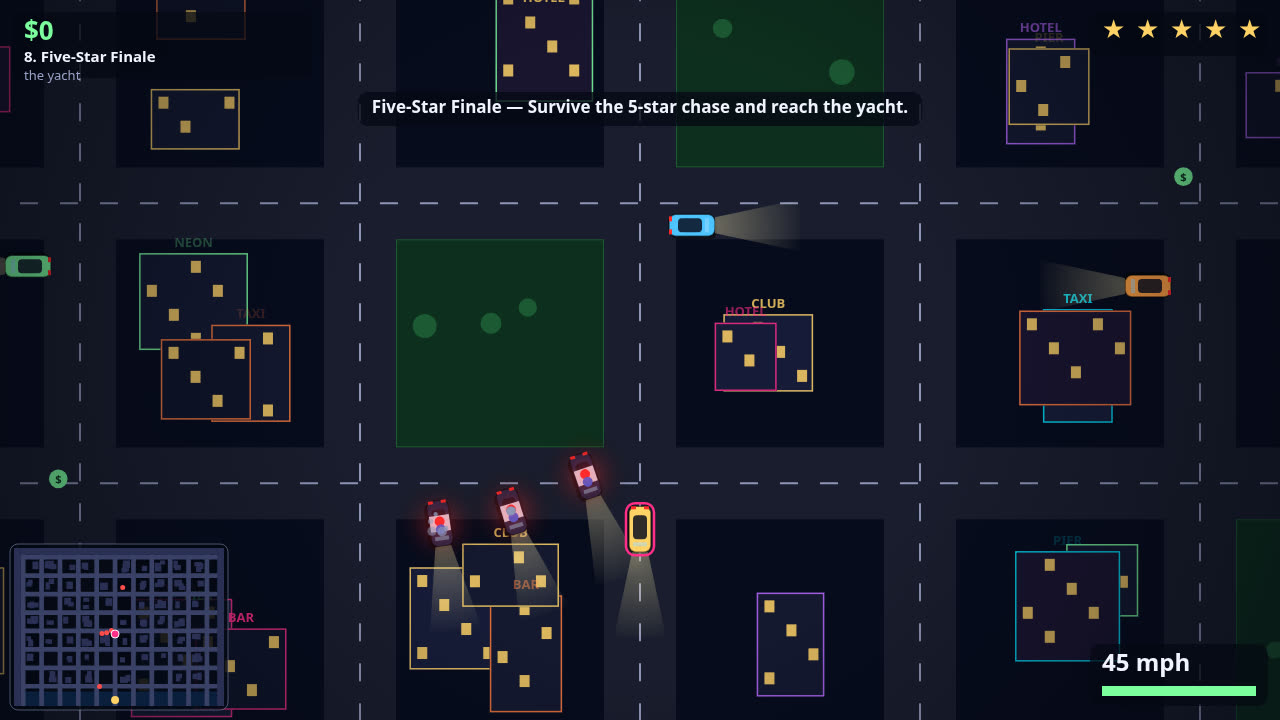 HOTEL
$0
8. Five-Star Finale
the yacht
★ ★ ★ ★ ★
HOTEL
PIER
Five-Star Finale — Survive the 5-star chase and reach the yacht.
$
NEON
TAXI
CLUB
HOTEL
TAXI
$
CLUB
BAR
PIER
BAR
45 mph